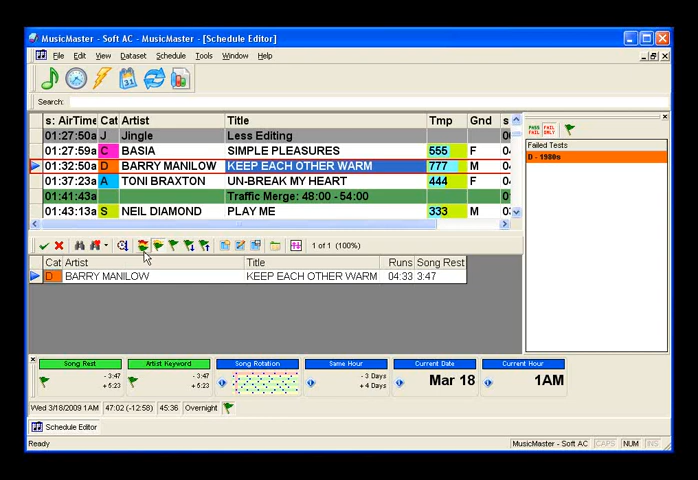 MusicMaster - Soft AC - MusicMaster - [Schedule Editor]
File Edit View Dataset Schedule Tools Window Help
Search:
s: AirTime Cat Artist Title Tmp Gnd s
01:27:50a J Jingle Less Editing
01:27:59a C BASIA SIMPLE PLEASURES 555 F
01:32:50a D BARRY MANILOW KEEP EACH OTHER WARM 777 M
01:37:23a A TONI BRAXTON UN-BREAK MY HEART 444 F
01:41:43a Traffic Merge: 48:00 - 54:00
01:43:13a S NEIL DIAMOND PLAY ME 333 M
PASS FAIL FAIL ONLY
Failed Tests
D - 1980s
1 of 1 (100%)
Cat Artist Title Runs Song Rest
D BARRY MANILOW KEEP EACH OTHER WARM 04:33 3:47
Song Rest Artist Keyword Song Rotation Same Hour Current Date Current Hour
- 3:47 - 3:47 - 3 Days Mar 18 1AM
+ 5:23 + 5:23 + 4 Days
Wed 3/18/2009 1AM 47:02 (-12:58) 45:36 Overnight
Schedule Editor
Ready MusicMaster - Soft AC CAPS NUM INS